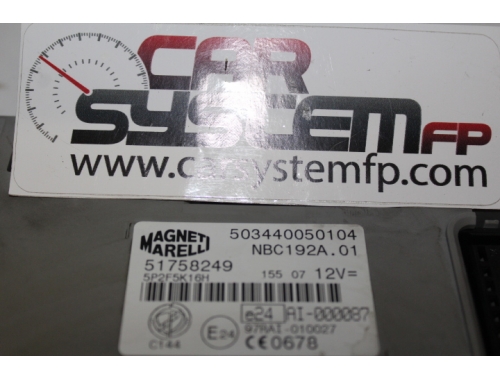 CAR
SYSTEM FP
www.carsystemfp.com
MAGNETI
MARELLI
503440050104
NBC192A.01
51758249
5P2F5K16H
155 07 12V=
e24 AI-000087
E24
97RAI-010027
C144
CE0678